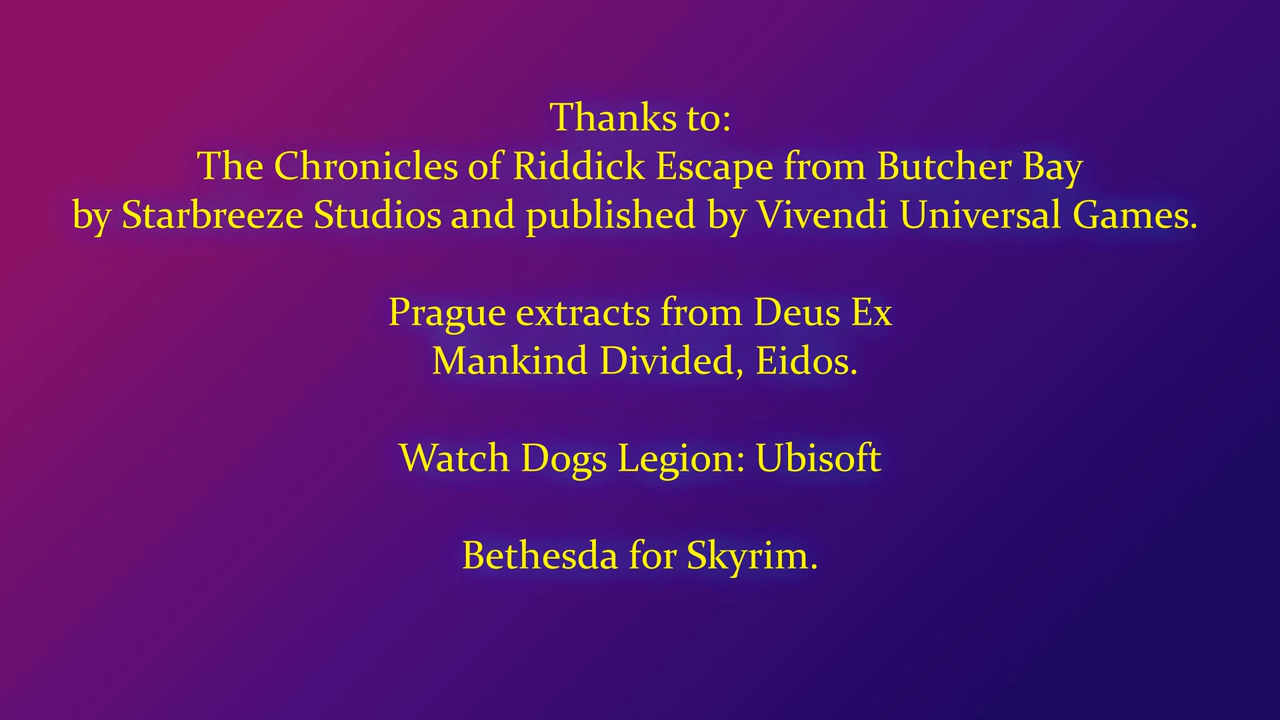 Thanks to:
The Chronicles of Riddick Escape from Butcher Bay
by Starbreeze Studios and published by Vivendi Universal Games.
Prague extracts from Deus Ex
Mankind Divided, Eidos.
Watch Dogs Legion: Ubisoft
Bethesda for Skyrim.